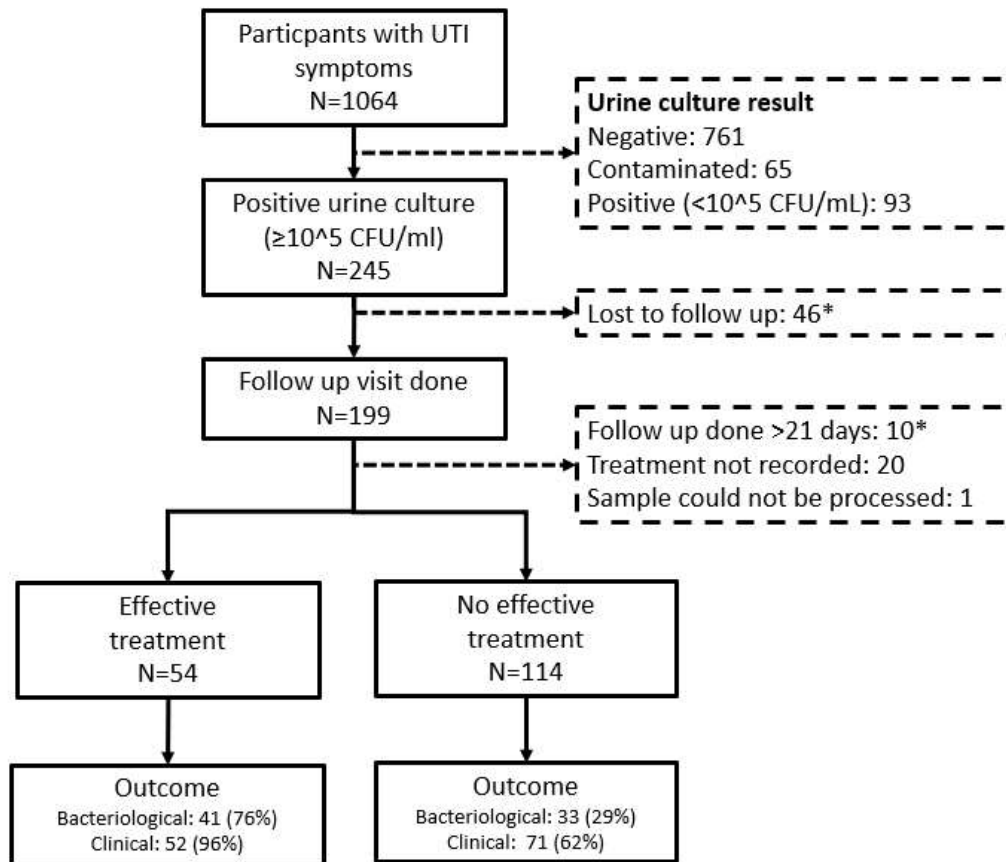 Particpants with UTI
symptoms
N=1064
Urine culture result
Negative: 761
Contaminated: 65
Positive (<10^5 CFU/mL): 93
Positive urine culture
(≥10^5 CFU/ml)
N=245
Lost to follow up: 46*
Follow up visit done
N=199
Follow up done >21 days: 10*
Treatment not recorded: 20
Sample could not be processed: 1
Effective
treatment
N=54
No effective
treatment
N=114
Outcome
Bacteriological: 41 (76%)
Clinical: 52 (96%)
Outcome
Bacteriological: 33 (29%)
Clinical: 71 (62%)